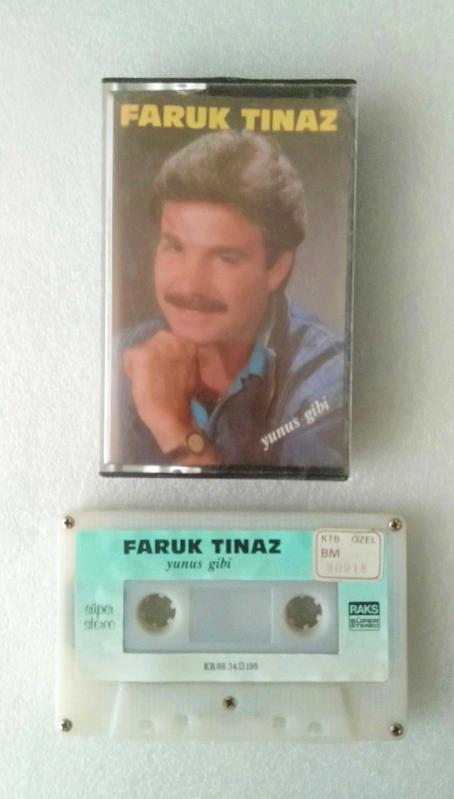 FARUK TINAZ
yunus gibi
FARUK TINAZ
yunus gibi
KTB ÖZEL
BM
90918
süper
stereo
RAKS
SÜPER
STEREO
KB.88.34.Ü.195